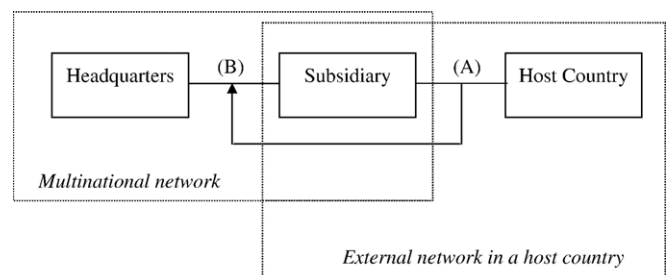 Headquarters
(B)
Subsidiary
(A)
Host Country
Multinational network
External network in a host country